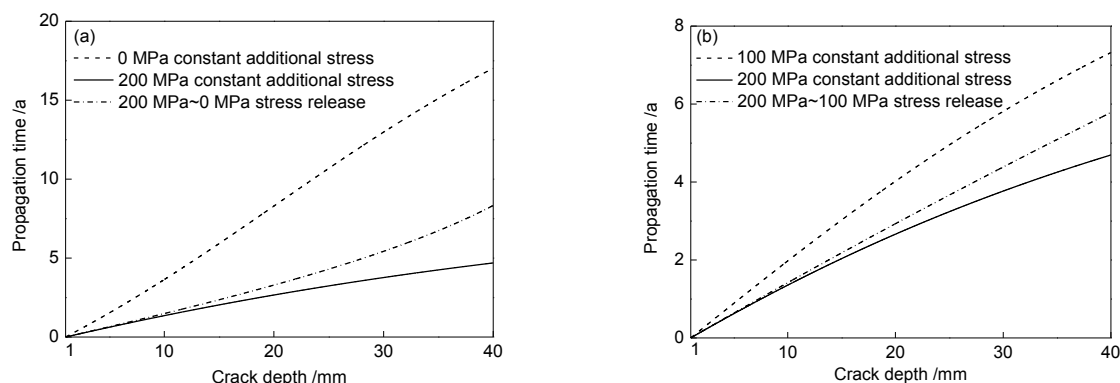 (a)
0 MPa constant additional stress
200 MPa constant additional stress
200 MPa~0 MPa stress release
Propagation time /a
20
15
10
5
0
1
10
20
30
40
Crack depth /mm
(b)
100 MPa constant additional stress
200 MPa constant additional stress
200 MPa~100 MPa stress release
Propagation time /a
8
6
4
2
0
1
10
20
30
40
Crack depth /mm